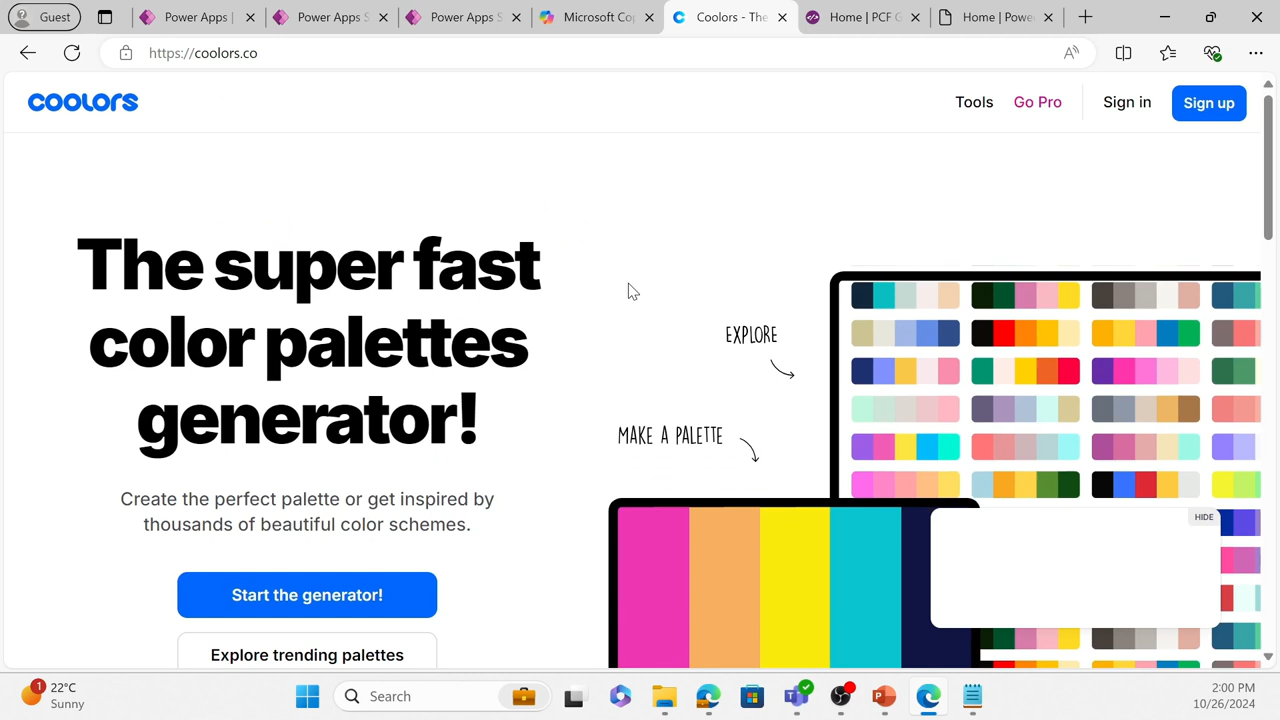 Guest
Power Apps |
Power Apps S
Power Apps S
Microsoft Co
Coolors - The
Home | PCF G
Home | Powe
https://coolors.co
coolors
Tools
Go Pro
Sign in
Sign up
The super fast
color palettes
generator!
EXPLORE
MAKE A PALETTE
Create the perfect palette or get inspired by
thousands of beautiful color schemes.
HIDE
Start the generator!
Explore trending palettes
1
22°C
Sunny
Search
2:00 PM
10/26/2024